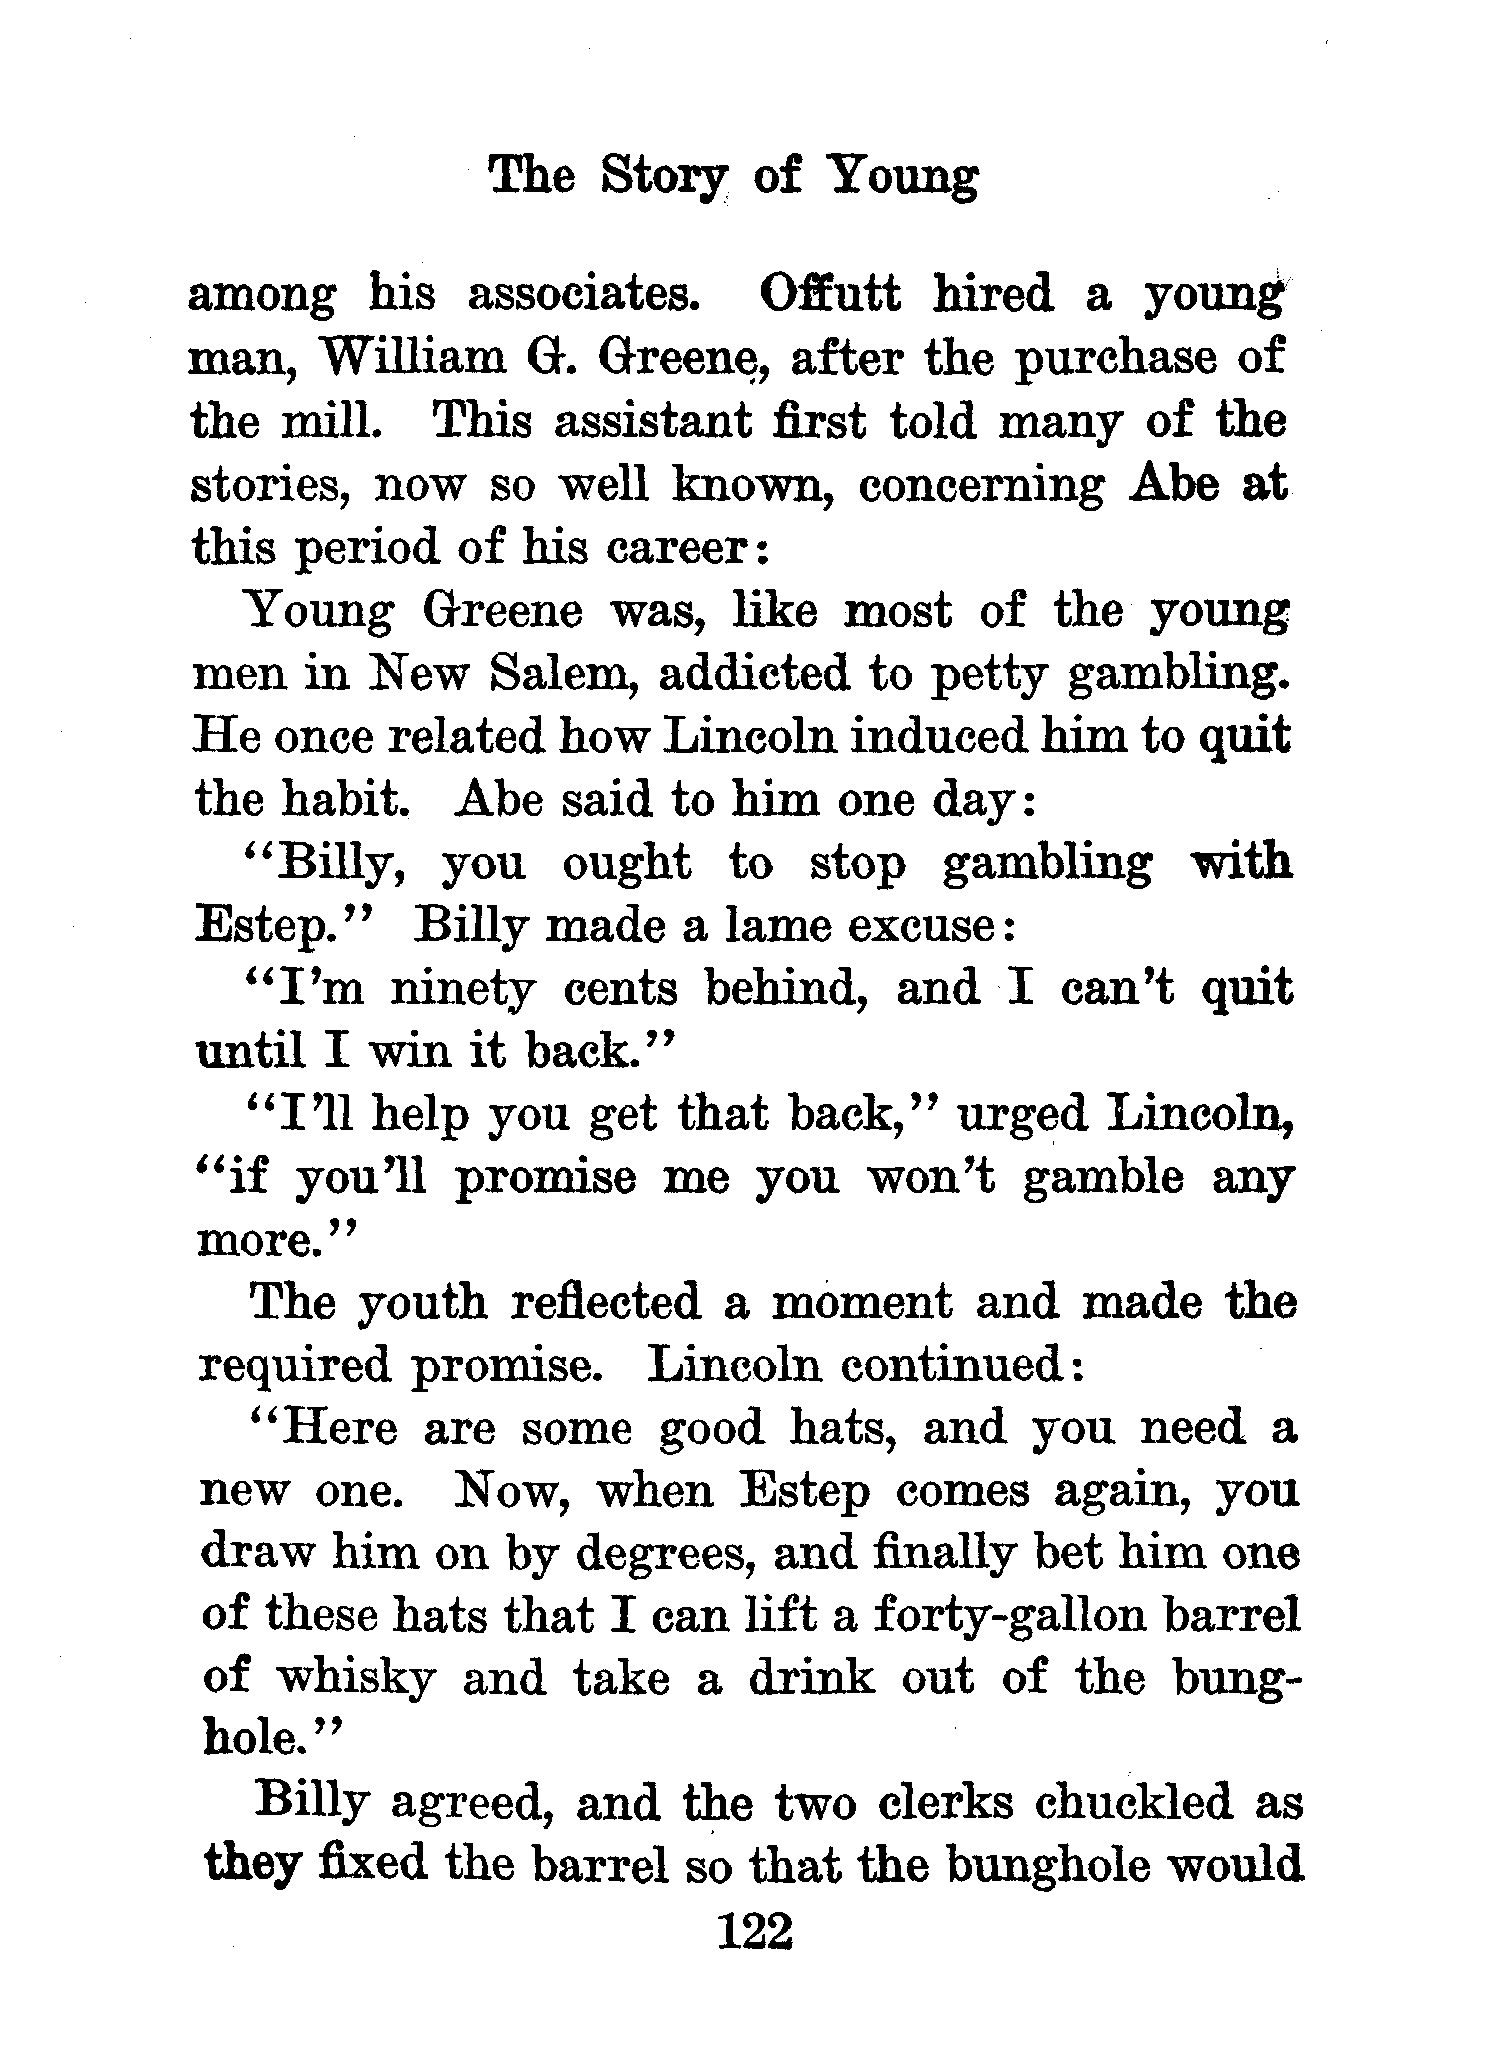 The Story of Young
among his associates. Offutt hired a young
man, William G. Greene, after the purchase of
the mill. This assistant first told many of the
stories, now so well known, concerning Abe at
this period of his career:
Young Greene was, like most of the young
men in New Salem, addicted to petty gambling.
He once related how Lincoln induced him to quit
the habit. Abe said to him one day:
"Billy, you ought to stop gambling with
Estep." Billy made a lame excuse:
"I'm ninety cents behind, and I can't quit
until I win it back."
"I'll help you get that back," urged Lincoln,
"if you'll promise me you won't gamble any
more."
The youth reflected a moment and made the
required promise. Lincoln continued:
"Here are some good hats, and you need a
new one. Now, when Estep comes again, you
draw him on by degrees, and finally bet him one
of these hats that I can lift a forty-gallon barrel
of whisky and take a drink out of the bung-
hole."
Billy agreed, and the two clerks chuckled as
they fixed the barrel so that the bunghole would
122